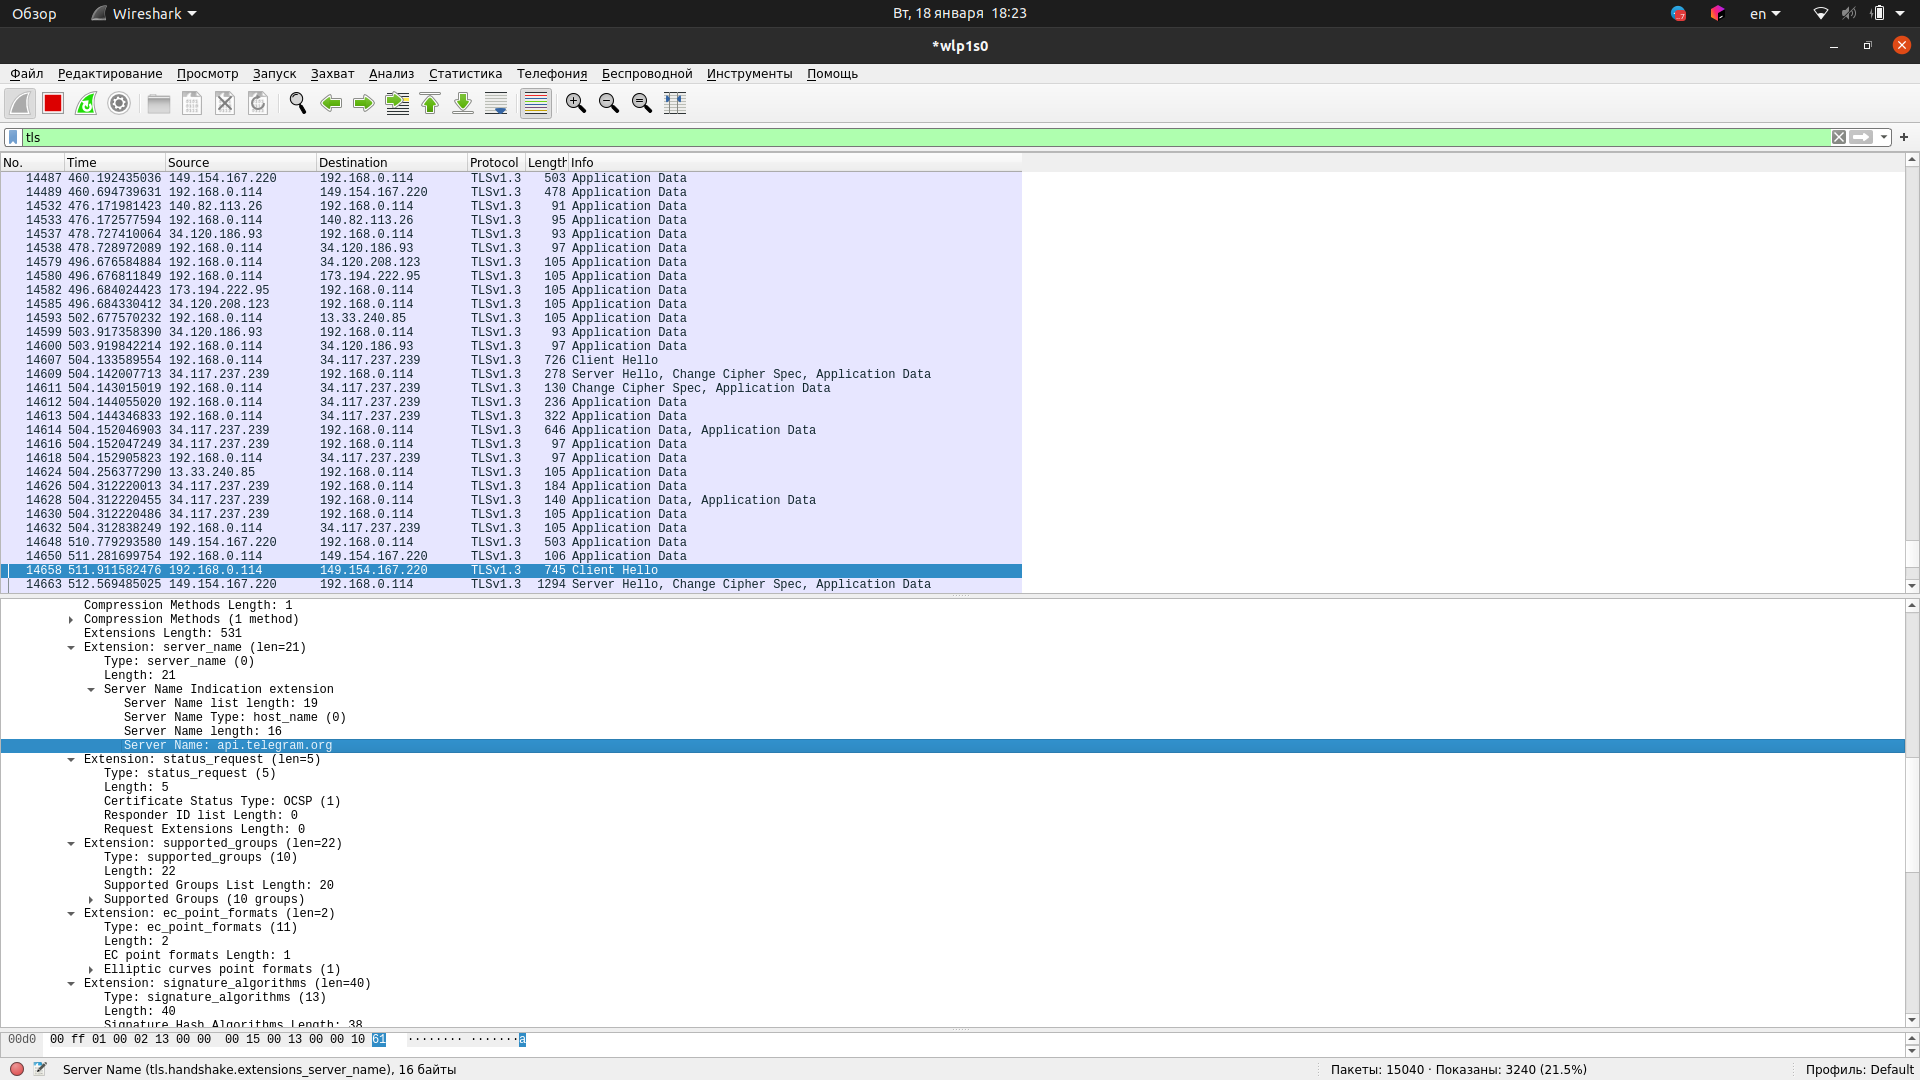 Обзор Wireshark Вт, 18 января 18:23 en
*wlp1s0
Файл Редактирование Просмотр Запуск Захват Анализ Статистика Телефония Беспроводной Инструменты Помощь
tls
No. Time Source Destination Protocol Length Info
14487 460.192435036 149.154.167.220 192.168.0.114 TLSv1.3 503 Application Data
14489 460.694739631 192.168.0.114 149.154.167.220 TLSv1.3 478 Application Data
14532 476.171981423 140.82.113.26 192.168.0.114 TLSv1.3 91 Application Data
14533 476.172577594 192.168.0.114 140.82.113.26 TLSv1.3 95 Application Data
14537 478.727410064 34.120.186.93 192.168.0.114 TLSv1.3 93 Application Data
14538 478.728972089 192.168.0.114 34.120.186.93 TLSv1.3 97 Application Data
14579 496.676584884 192.168.0.114 34.120.208.123 TLSv1.3 105 Application Data
14580 496.676811849 192.168.0.114 173.194.222.95 TLSv1.3 105 Application Data
14582 496.684024423 173.194.222.95 192.168.0.114 TLSv1.3 105 Application Data
14585 496.684330412 34.120.208.123 192.168.0.114 TLSv1.3 105 Application Data
14593 502.677570232 192.168.0.114 13.33.240.85 TLSv1.3 105 Application Data
14599 503.917358390 34.120.186.93 192.168.0.114 TLSv1.3 93 Application Data
14600 503.919842214 192.168.0.114 34.120.186.93 TLSv1.3 97 Application Data
14607 504.133589554 192.168.0.114 34.117.237.239 TLSv1.3 726 Client Hello
14609 504.142007713 34.117.237.239 192.168.0.114 TLSv1.3 278 Server Hello, Change Cipher Spec, Application Data
14611 504.143015019 192.168.0.114 34.117.237.239 TLSv1.3 130 Change Cipher Spec, Application Data
14612 504.144055020 192.168.0.114 34.117.237.239 TLSv1.3 236 Application Data
14613 504.144346833 192.168.0.114 34.117.237.239 TLSv1.3 322 Application Data
14614 504.152046903 34.117.237.239 192.168.0.114 TLSv1.3 646 Application Data, Application Data
14616 504.152047249 34.117.237.239 192.168.0.114 TLSv1.3 97 Application Data
14618 504.152905823 192.168.0.114 34.117.237.239 TLSv1.3 97 Application Data
14624 504.256377290 13.33.240.85 192.168.0.114 TLSv1.3 105 Application Data
14626 504.312220013 34.117.237.239 192.168.0.114 TLSv1.3 184 Application Data
14628 504.312220455 34.117.237.239 192.168.0.114 TLSv1.3 140 Application Data, Application Data
14630 504.312220486 34.117.237.239 192.168.0.114 TLSv1.3 105 Application Data
14632 504.312838249 192.168.0.114 34.117.237.239 TLSv1.3 105 Application Data
14648 510.779293580 149.154.167.220 192.168.0.114 TLSv1.3 503 Application Data
14650 511.281699754 192.168.0.114 149.154.167.220 TLSv1.3 106 Application Data
14658 511.911582476 192.168.0.114 149.154.167.220 TLSv1.3 745 Client Hello
14663 512.569485025 149.154.167.220 192.168.0.114 TLSv1.3 1294 Server Hello, Change Cipher Spec, Application Data
Compression Methods Length: 1
Compression Methods (1 method)
Extensions Length: 531
Extension: server_name (len=21)
Type: server_name (0)
Length: 21
Server Name Indication extension
Server Name list length: 19
Server Name Type: host_name (0)
Server Name length: 16
Server Name: api.telegram.org
Extension: status_request (len=5)
Type: status_request (5)
Length: 5
Certificate Status Type: OCSP (1)
Responder ID list Length: 0
Request Extensions Length: 0
Extension: supported_groups (len=22)
Type: supported_groups (10)
Length: 22
Supported Groups List Length: 20
Supported Groups (10 groups)
Extension: ec_point_formats (len=2)
Type: ec_point_formats (11)
Length: 2
EC point formats Length: 1
Elliptic curves point formats (1)
Extension: signature_algorithms (len=40)
Type: signature_algorithms (13)
Length: 40
Signature Hash Algorithms Length: 38
00d0 00 ff 01 00 02 13 00 00 00 15 00 13 00 00 10 61 ········ ·······a
Server Name (tls.handshake.extensions_server_name), 16 байты Пакеты: 15040 · Показаны: 3240 (21.5%) Профиль: Default